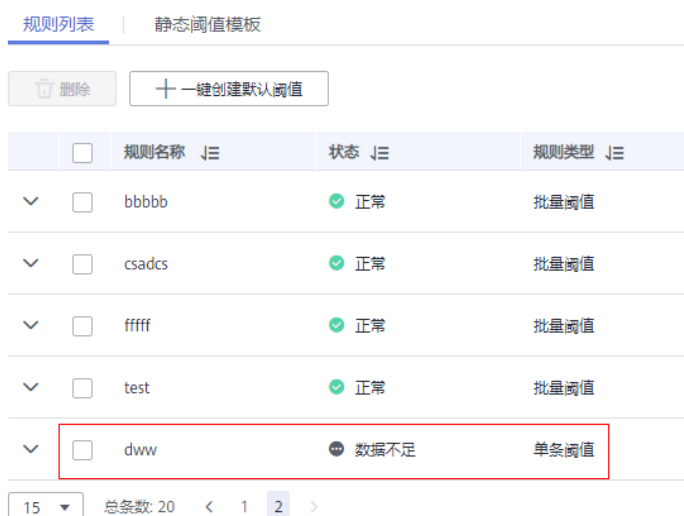 规则列表 静态阈值模板
删除 一键创建默认阈值
规则名称 状态 规则类型
bbbbb 正常 批量阈值
csadcs 正常 批量阈值
fffff 正常 批量阈值
test 正常 批量阈值
dww 数据不足 单条阈值
15 总条数: 20 < 1 2 >